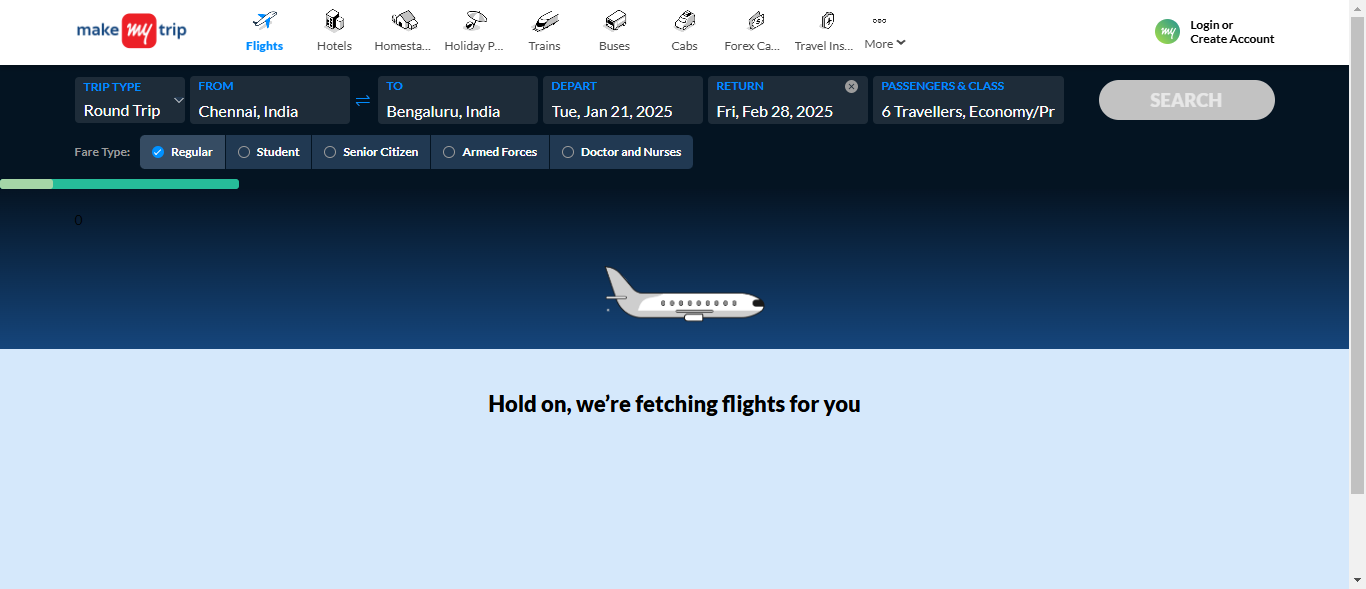 make my trip
Flights
Hotels
Homesta...
Holiday P...
Trains
Buses
Cabs
Forex Ca...
Travel Ins...
More
my
Login or
Create Account
TRIP TYPE
Round Trip
FROM
Chennai, India
TO
Bengaluru, India
DEPART
Tue, Jan 21, 2025
RETURN
Fri, Feb 28, 2025
PASSENGERS & CLASS
6 Travellers, Economy/Pr
SEARCH
Fare Type:
Regular
Student
Senior Citizen
Armed Forces
Doctor and Nurses
0
Hold on, we’re fetching flights for you